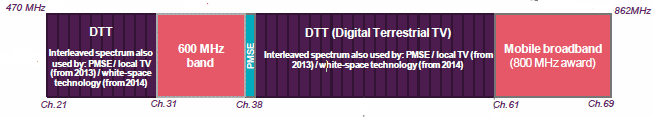 470 MHz
862MHz
DTT
Interleaved spectrum also
used by: PMSE / local TV
(from 2013) / white-space
technology (from 2014)
600 MHz
band
PMSE
DTT (Digital Terrestrial TV)
Interleaved spectrum also used by: PMSE / local TV (from
2013) / white-space technology (from 2014)
Mobile broadband
(800 MHz award)
Ch.21
Ch.31
Ch.38
Ch.61
Ch.69